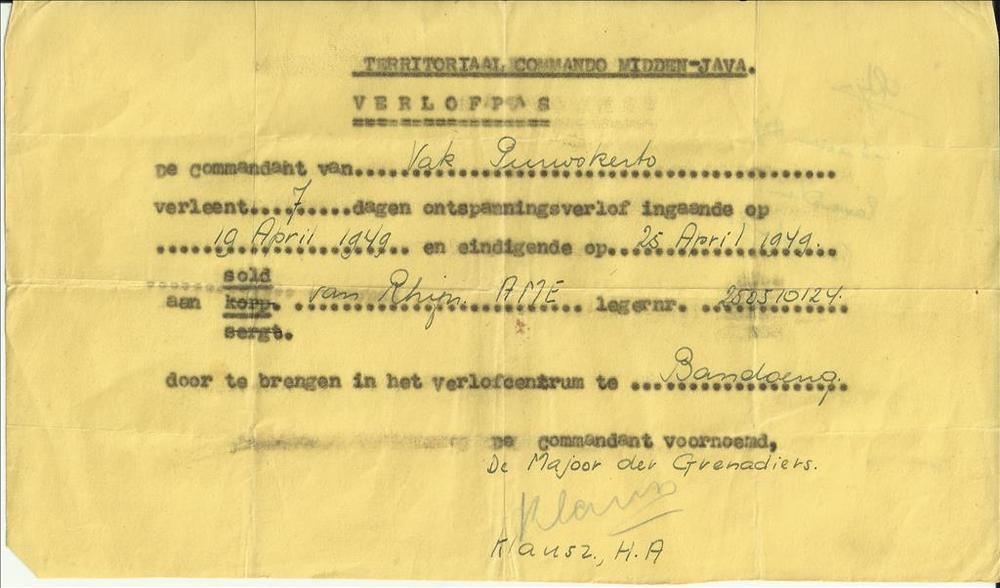 TERRITORIAAL COMMANDO MIDDEN-JAVA.
VERLOFPAS
De commandant van....Vak Purwokerto....
verleent....7....dagen ontspanningsverlof ingaande op
....19 April 1949.. en eindigende op..25 April 1949.
sold
aan korp. ....van Rhijn. AME.... legernr. ..250510124.
sergt.
door te brengen in het verlofcentrum te ...Bandoeng.
De commandant voornoemd,
De Majoor der Grenadiers.
Klausz
Klausz., H.A